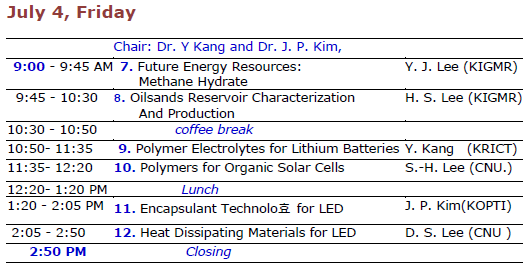 July 4, Friday
Chair: Dr. Y Kang and Dr. J. P. Kim,
9:00 - 9:45 AM 7. Future Energy Resources: Y. J. Lee (KIGMR)
Methane Hydrate
9:45 - 10:30 8. Oilsands Reservoir Characterization H. S. Lee (KIGMR)
And Production
10:30 - 10:50 coffee break
10:50- 11:35 9. Polymer Electrolytes for Lithium Batteries Y. Kang (KRICT)
11:35- 12:20 10. Polymers for Organic Solar Cells S.-H. Lee (CNU.)
12:20- 1:20 PM Lunch
1:20 - 2:05 PM 11. Encapsulant Technolo효 for LED J. P. Kim(KOPTI)
2:05 - 2:50 12. Heat Dissipating Materials for LED D. S. Lee (CNU )
2:50 PM Closing